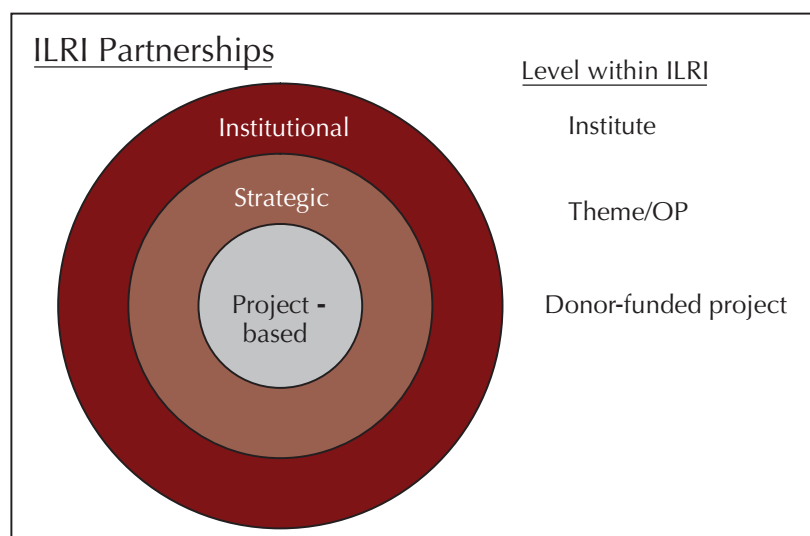 ILRI Partnerships
Level within ILRI
Institutional
Institute
Strategic
Theme/OP
Project -
based
Donor-funded project